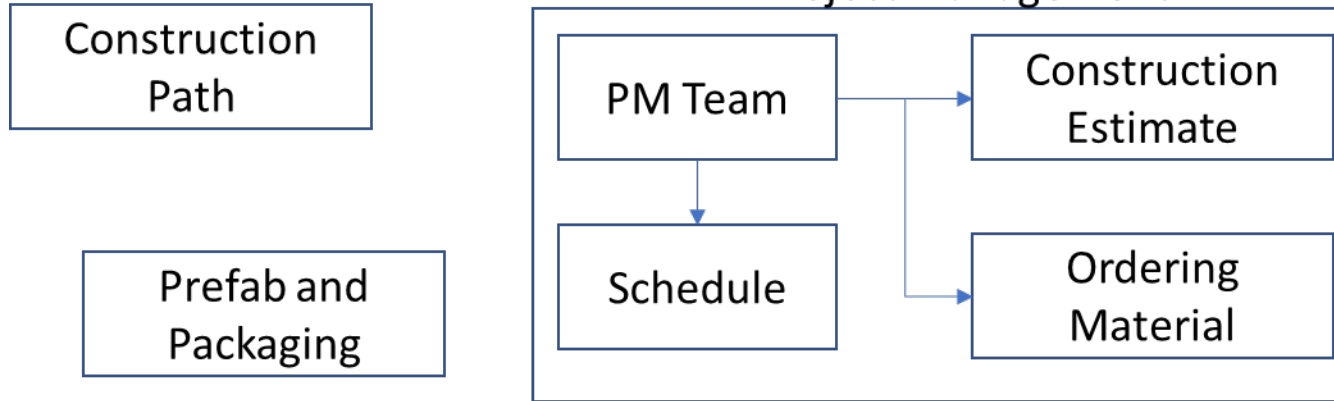 Construction
Path
PM Team
Construction
Estimate
Prefab and
Packaging
Schedule
Ordering
Material